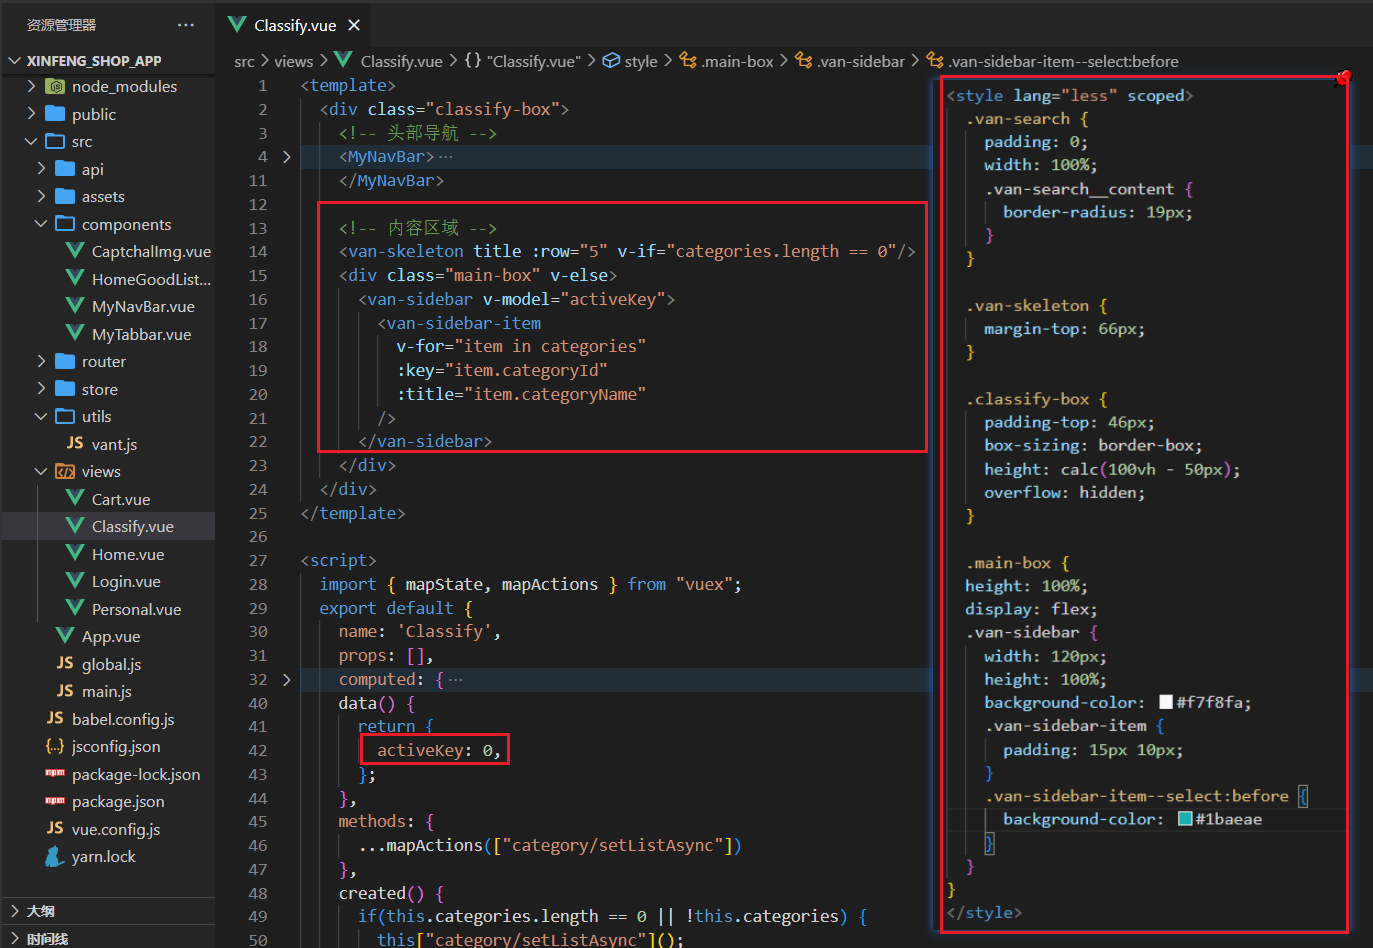 资源管理器 ···
XINFENG_SHOP_APP
node_modules
public
src
api
assets
components
CaptchalImg.vue
HomeGoodList...
MyNavBar.vue
MyTabbar.vue
router
store
utils
JS vant.js
views
Cart.vue
Classify.vue
Home.vue
Login.vue
Personal.vue
App.vue
JS global.js
JS main.js
JS babel.config.js
{..} jsconfig.json
npm package-lock.json
npm package.json
JS vue.config.js
yarn.lock
大纲
时间线
Classify.vue ×
src > views > Classify.vue > {} "Classify.vue" > style > .main-box > .van-sidebar > .van-sidebar-item--select:before
1 <template>
2 <div class="classify-box">
3 <!-- 头部导航 -->
4 > <MyNavBar> ···
11 </MyNavBar>
12
13 <!-- 内容区域 -->
14 <van-skeleton title :row="5" v-if="categories.length == 0"/>
15 <div class="main-box" v-else>
16 <van-sidebar v-model="activeKey">
17 <van-sidebar-item
18 v-for="item in categories"
19 :key="item.categoryId"
20 :title="item.categoryName"
21 />
22 </van-sidebar>
23 </div>
24 </div>
25 </template>
26
27 <script>
28 import { mapState, mapActions } from "vuex";
29 export default {
30 name: 'Classify',
31 props: [],
32 > computed: { ···
40 data() {
41 return {
42 activeKey: 0,
43 };
44 },
45 methods: {
46 ...mapActions(["category/setListAsync"])
47 },
48 created() {
49 if(this.categories.length == 0 || !this.categories) {
50 this["category/setListAsync"]();
<style lang="less" scoped>
.van-search {
padding: 0;
width: 100%;
.van-search__content {
border-radius: 19px;
}
}
.van-skeleton {
margin-top: 66px;
}
.classify-box {
padding-top: 46px;
box-sizing: border-box;
height: calc(100vh - 50px);
overflow: hidden;
}
.main-box {
height: 100%;
display: flex;
.van-sidebar {
width: 120px;
height: 100%;
background-color: #f7f8fa;
.van-sidebar-item {
padding: 15px 10px;
}
.van-sidebar-item--select:before {
background-color: #1baeae
}
}
}
</style>